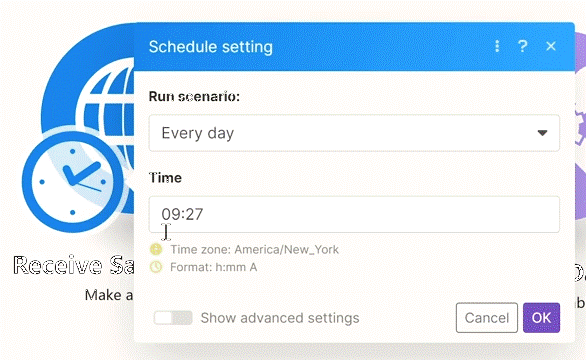 Schedule setting
Run scenario:
Every day
Time
09:27
Time zone: America/New_York
Format: h:mm A
Receive Sa
Make a
Show advanced settings
Cancel
OK